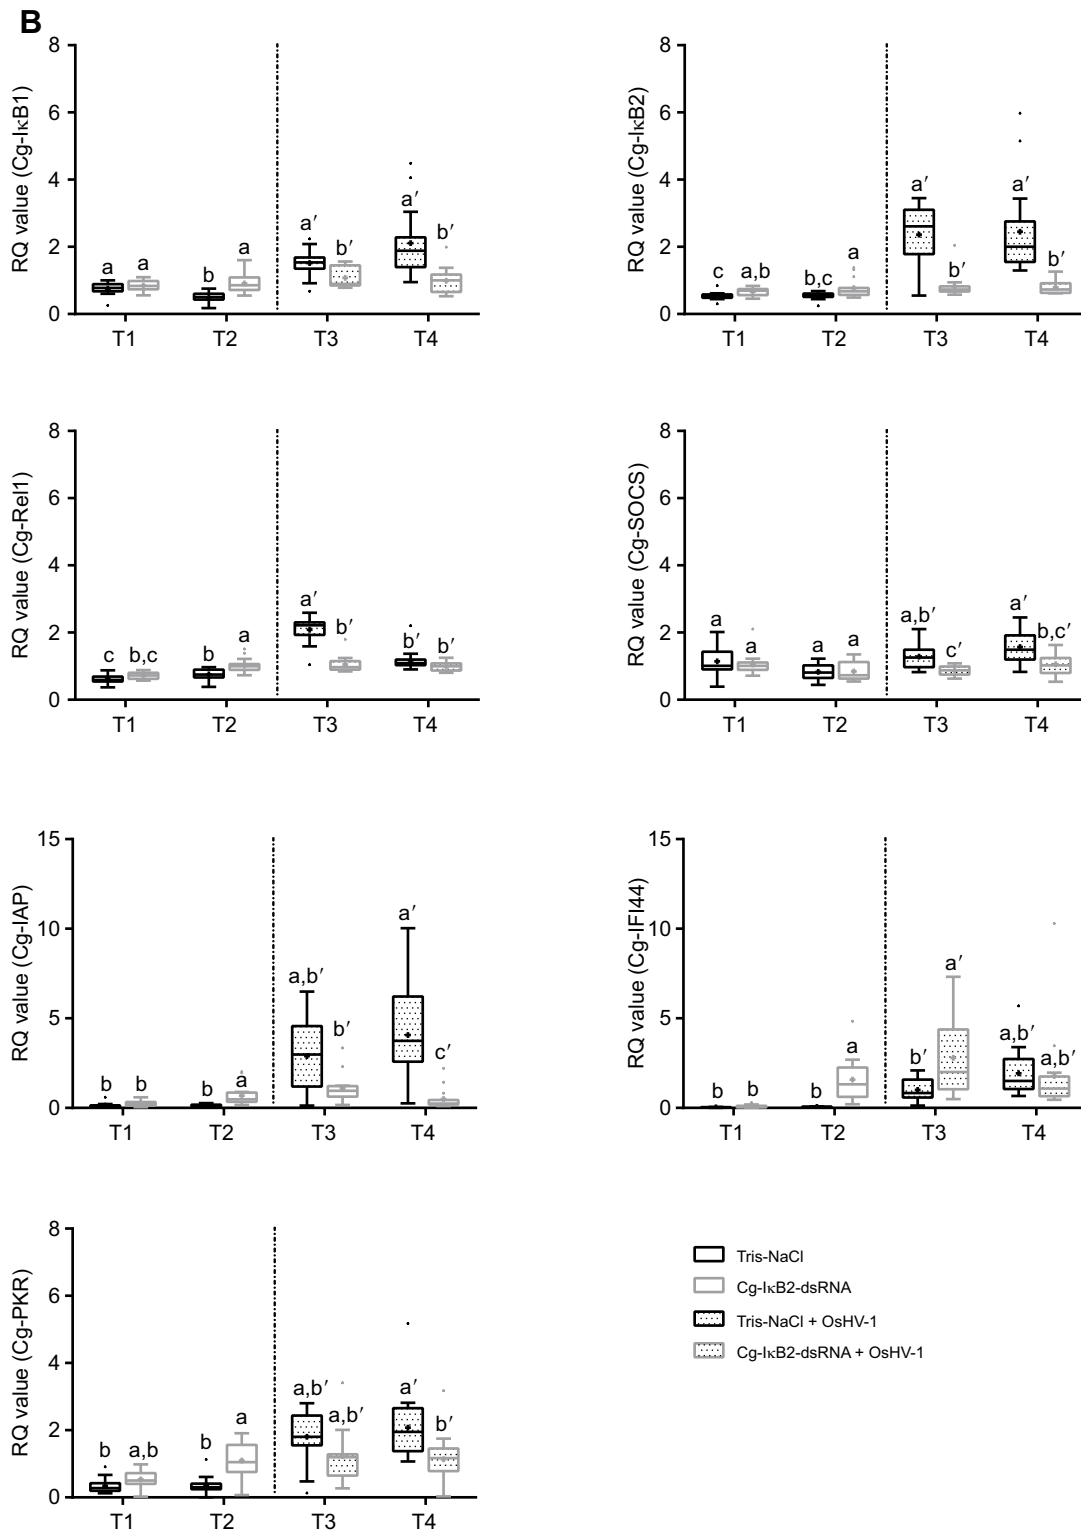 B
RQ value (Cg-IκB1)
8
6
4
2
0
a
a
b
a
a′
b′
a′
b′
T1
T2
T3
T4
RQ value (Cg-IκB2)
8
6
4
2
0
c
a,b
b,c
a
a′
b′
a′
b′
T1
T2
T3
T4
RQ value (Cg-Rel1)
8
6
4
2
0
c
b,c
b
a
a′
b′
b′
b′
T1
T2
T3
T4
RQ value (Cg-SOCS)
8
6
4
2
0
a
a
a
a
a,b′
c′
a′
b,c′
T1
T2
T3
T4
RQ value (Cg-IAP)
15
10
5
0
b
b
b
a
a,b′
b′
a′
c′
T1
T2
T3
T4
RQ value (Cg-IFI44)
15
10
5
0
b
b
b
a
b′
a′
a,b′
a,b′
T1
T2
T3
T4
RQ value (Cg-PKR)
8
6
4
2
0
b
a,b
b
a
a,b′
a,b′
a′
b′
T1
T2
T3
T4
Tris-NaCl
Cg-IκB2-dsRNA
Tris-NaCl + OsHV-1
Cg-IκB2-dsRNA + OsHV-1